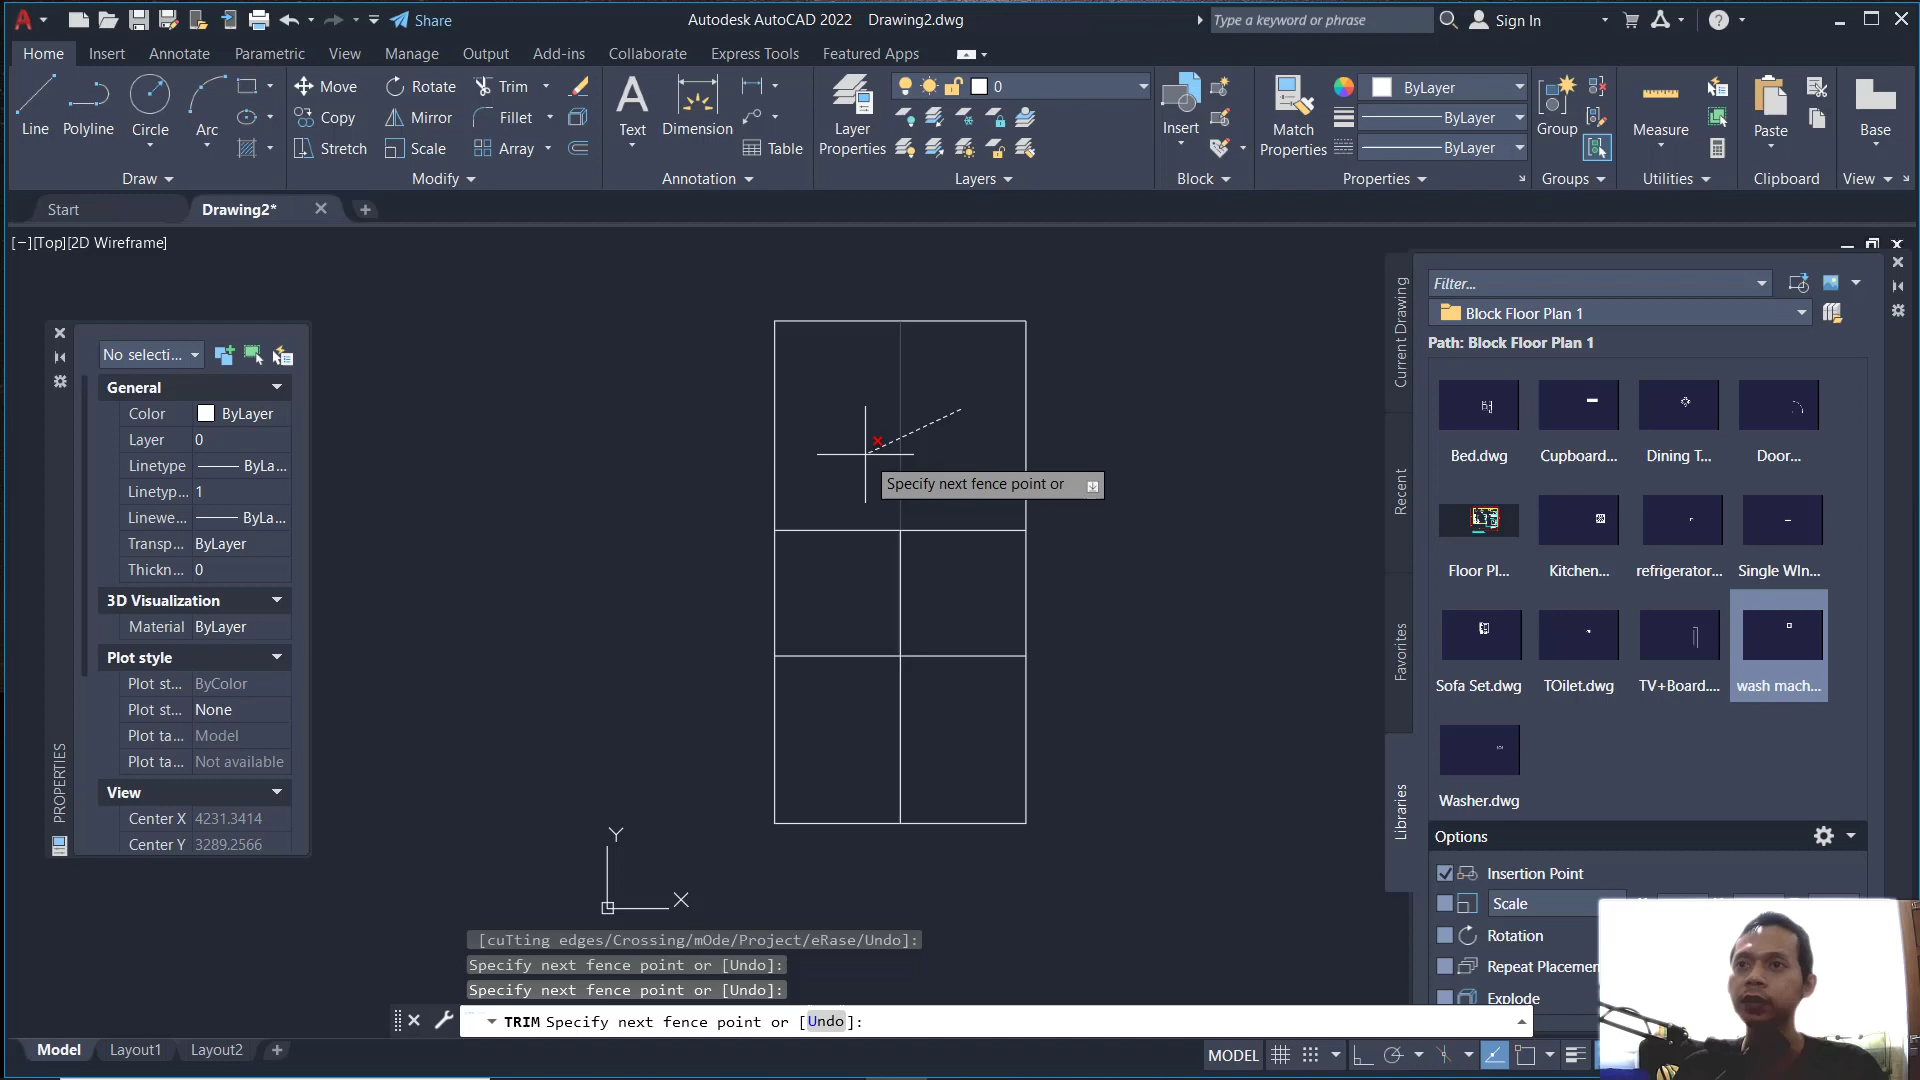 Share
Autodesk AutoCAD 2022 Drawing2.dwg
Type a keyword or phrase
Sign In
Home Insert Annotate Parametric View Manage Output Add-ins Collaborate Express Tools Featured Apps
Line Polyline Circle Arc
Move Rotate Trim
Copy Mirror Fillet
Stretch Scale Array
Text Dimension Table
Layer Properties
0
Insert
Match Properties
ByLayer
ByLayer
ByLayer
Group Measure Paste Base
Draw Modify Annotation Layers Block Properties Groups Utilities Clipboard View
Start Drawing2*
[−][Top][2D Wireframe]
No selecti...
General
Color ByLayer
Layer 0
Linetype ByLa...
Linetyp... 1
Linewe... ByLa...
Transp... ByLayer
Thickn... 0
3D Visualization
Material ByLayer
Plot style
Plot st... ByColor
Plot st... None
Plot ta... Model
Plot ta... Not available
View
Center X 4231.3414
Center Y 3289.2566
PROPERTIES
Specify next fence point or
Y
X
Current Drawing
Recent
Favorites
Libraries
Filter...
Block Floor Plan 1
Path: Block Floor Plan 1
Bed.dwg Cupboard... Dining T... Door...
Floor Pl... Kitchen... refrigerator... Single WIn...
Sofa Set.dwg TOilet.dwg TV+Board.... wash mach...
Washer.dwg
Options
Insertion Point
Scale
Rotation
Repeat Placemen
Explode
[cuTting edges/Crossing/mOde/Project/eRase/Undo]:
Specify next fence point or [Undo]:
Specify next fence point or [Undo]:
TRIM Specify next fence point or [Undo]:
Model Layout1 Layout2
MODEL